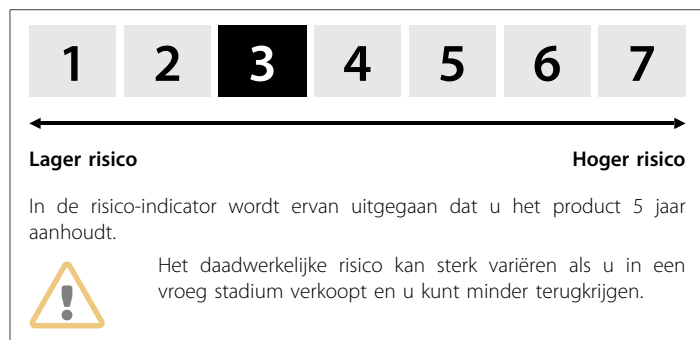 1 2 3 4 5 6 7
Lager risico Hoger risico
In de risico-indicator wordt ervan uitgegaan dat u het product 5 jaar
aanhoudt.
Het daadwerkelijke risico kan sterk variëren als u in een
vroeg stadium verkoopt en u kunt minder terugkrijgen.